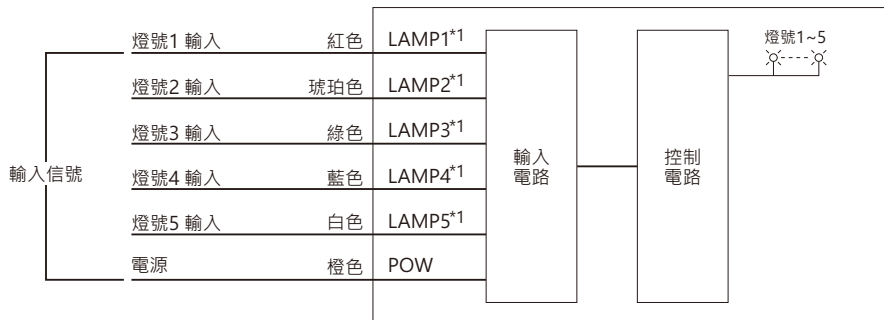 燈號1 輸入 紅色 LAMP1*1
燈號2 輸入 琥珀色 LAMP2*1
燈號3 輸入 綠色 LAMP3*1
燈號4 輸入 藍色 LAMP4*1
燈號5 輸入 白色 LAMP5*1
電源 橙色 POW
輸入信號
輸入
電路
控制
電路
燈號1~5